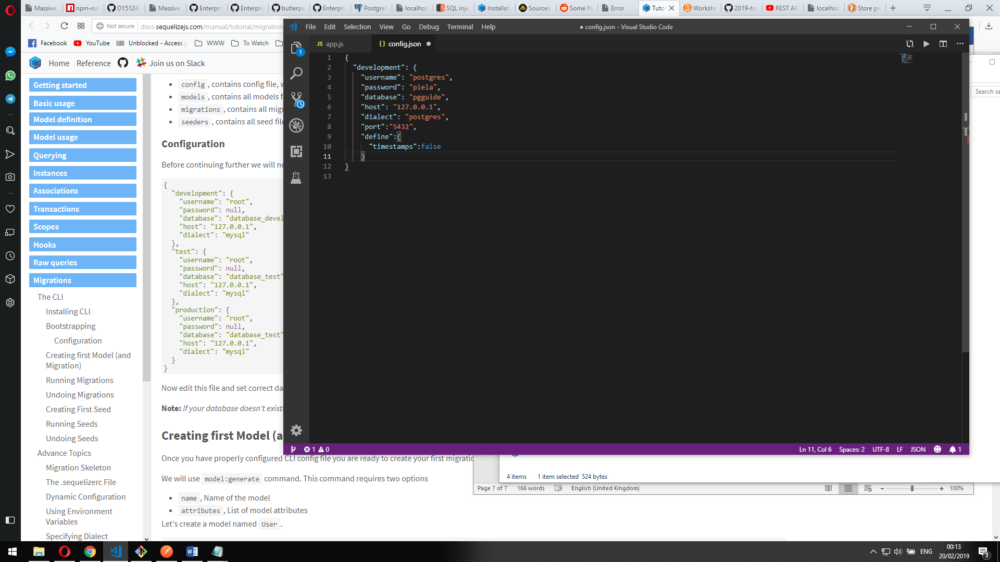 Massive
npm-rur
D15124
Massive.
Enterpris
Enterpris
butlerpa
Enterpris
PostgreS
localhos
SQL inje
Installati
Sources
Some N
Error
Tuto
Worksh
2019-tu
REST AP
localhos
Store pr
Not secure
docs.sequelizejs.com/manual/tutorial/migration
Facebook
YouTube
Unblocked - Access y
WWW
To Watch
Home
Reference
Join us on Slack
Getting started
Basic usage
Model definition
Model usage
Querying
Instances
Associations
Transactions
Scopes
Hooks
Raw queries
Migrations
The CLI
Installing CLI
Bootstrapping
Configuration
Creating first Model (and
Migration)
Running Migrations
Undoing Migrations
Creating First Seed
Running Seeds
Undoing Seeds
Advance Topics
Migration Skeleton
The .sequelizerc File
Dynamic Configuration
Using Environment
Variables
Specifying Dialect
config , contains config file, w
models , contains all models f
migrations , contains all migr
seeders , contains all seed file
Configuration
Before continuing further we will ne
{
"development": {
"username": "root",
"password": null,
"database": "database_devel
"host": "127.0.0.1",
"dialect": "mysql"
},
"test": {
"username": "root",
"password": null,
"database": "database_test"
"host": "127.0.0.1",
"dialect": "mysql"
},
"production": {
"username": "root",
"password": null,
"database": "database_test"
"host": "127.0.0.1",
"dialect": "mysql"
}
}
Now edit this file and set correct da
Note: If your database doesn't exists
Creating first Model (a
Once you have properly configured CLI config file you are ready to create your first migratio
We will use model:generate command. This command requires two options
name , Name of the model
attributes , List of model attributes
Let's create a model named User .
File Edit Selection View Go Debug Terminal Help
● config.json - Visual Studio Code
1
JS app.js
{} config.json ●
1 {
2 "development": {
3 "username": "postgres",
4 "password": "piela",
5 "database": "pgguide",
6 "host": "127.0.0.1",
7 "dialect": "postgres",
8 "port":"5432",
9 "define":{
10 "timestamps":false
11 }
12 }
13
1 0
Ln 11, Col 6
Spaces: 2
UTF-8
LF
JSON
1
Search se
4 items
1 item selected 524 bytes
Page 7 of 7
166 words
English (United Kingdom)
100%
ENG
00:13
20/02/2019
3